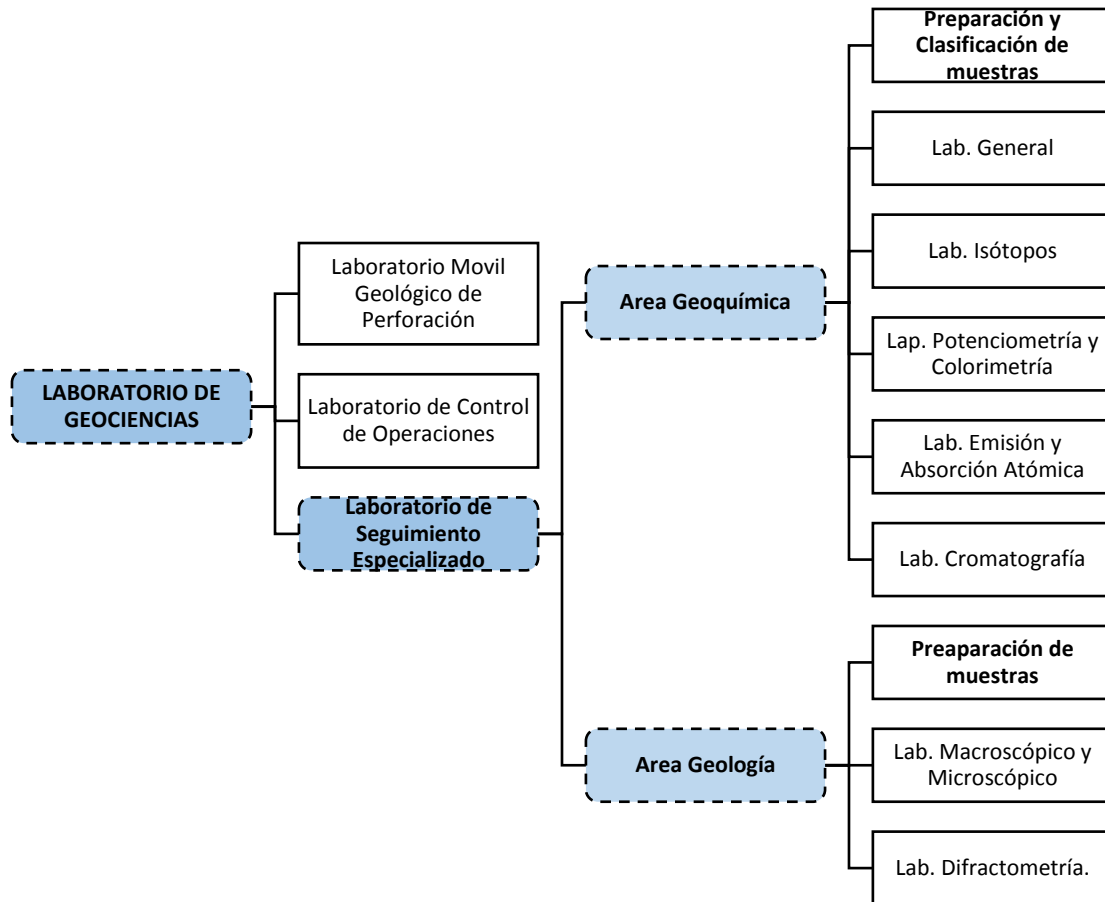 LABORATORIO DE
GEOCIENCIAS
Laboratorio Movil
Geológico de
Perforación
Laboratorio de Control
de Operaciones
Laboratorio de
Seguimiento
Especializado
Area Geoquímica
Preparación y
Clasificación de
muestras
Lab. General
Lab. Isótopos
Lap. Potenciometría y
Colorimetría
Lab. Emisión y
Absorción Atómica
Lab. Cromatografía
Area Geología
Preaparación de
muestras
Lab. Macroscópico y
Microscópico
Lab. Difractometría.